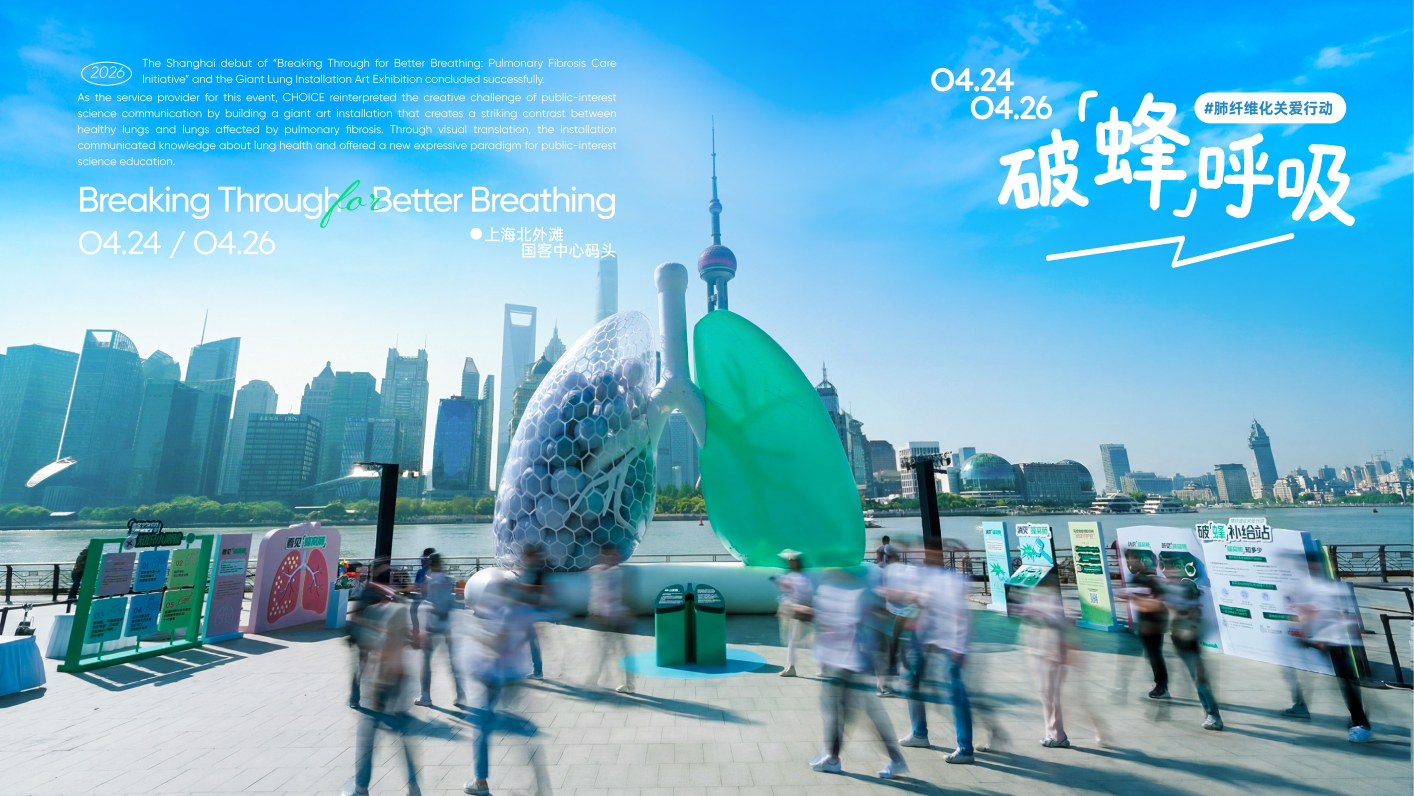 2026
The Shanghai debut of "Breaking Through for Better Breathing: Pulmonary Fibrosis Care
Initiative" and the Giant Lung Installation Art Exhibition concluded successfully.
As the service provider for this event, CHOICE reinterpreted the creative challenge of public-interest
science communication by building a giant art installation that creates a striking contrast between
healthy lungs and lungs affected by pulmonary fibrosis. Through visual translation, the installation
communicated knowledge about lung health and offered a new expressive paradigm for public-interest
science education.
Breaking Through for Better Breathing
04.24 / 04.26
●上海北外滩
国客中心码头
04.24
04.26
#肺纤维化关爱行动
破「蜂」呼吸
破「蜂」补给站
知多少
看见